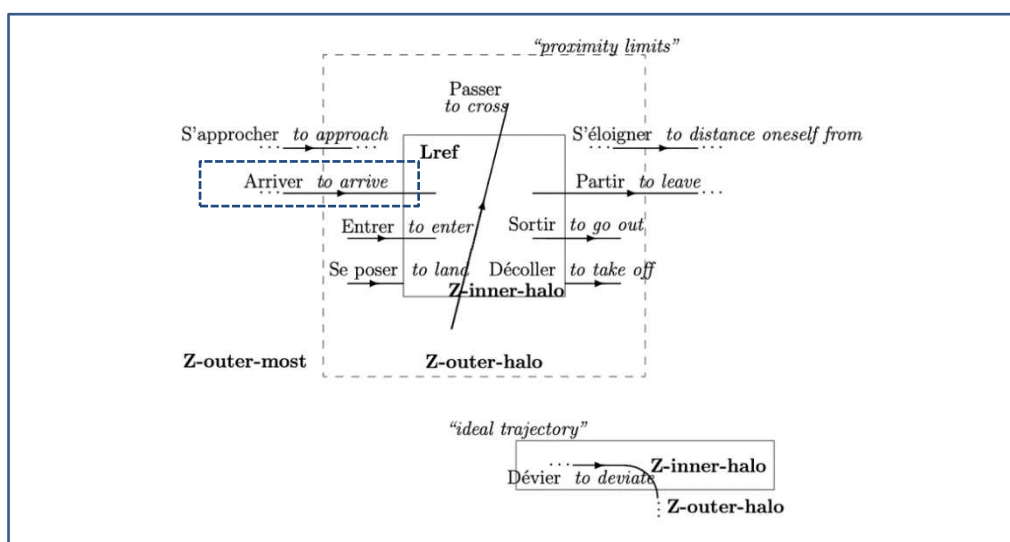 “proximity limits”
Passer
to cross
S'approcher to approach
S'éloigner to distance oneself from
Lref
Arriver to arrive
Partir to leave
Entrer to enter
Sortir to go out
Se poser to land
Décoller to take off
Z-inner-halo
Z-outer-most
Z-outer-halo
“ideal trajectory”
Z-inner-halo
Dévier to deviate
Z-outer-halo